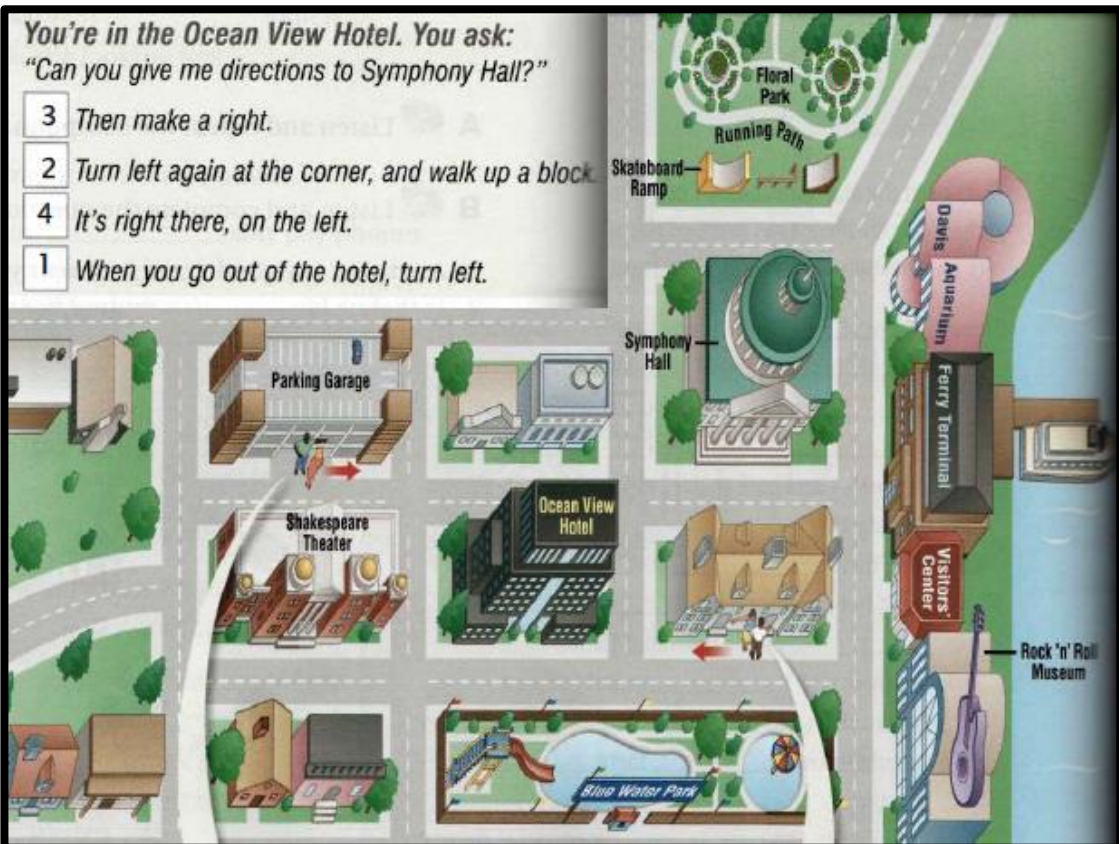 You're in the Ocean View Hotel. You ask:
"Can you give me directions to Symphony Hall?"
3 Then make a right.
2 Turn left again at the corner, and walk up a block.
4 It's right there, on the left.
1 When you go out of the hotel, turn left.
Floral
Park
Running Path
Skateboard
Ramp
Davis
Aquarium
Symphony
Hall
Parking Garage
Ferry Terminal
Ocean View
Hotel
Shakespeare
Theater
Visitors'
Center
Rock 'n' Roll
Museum
Blue Water Park